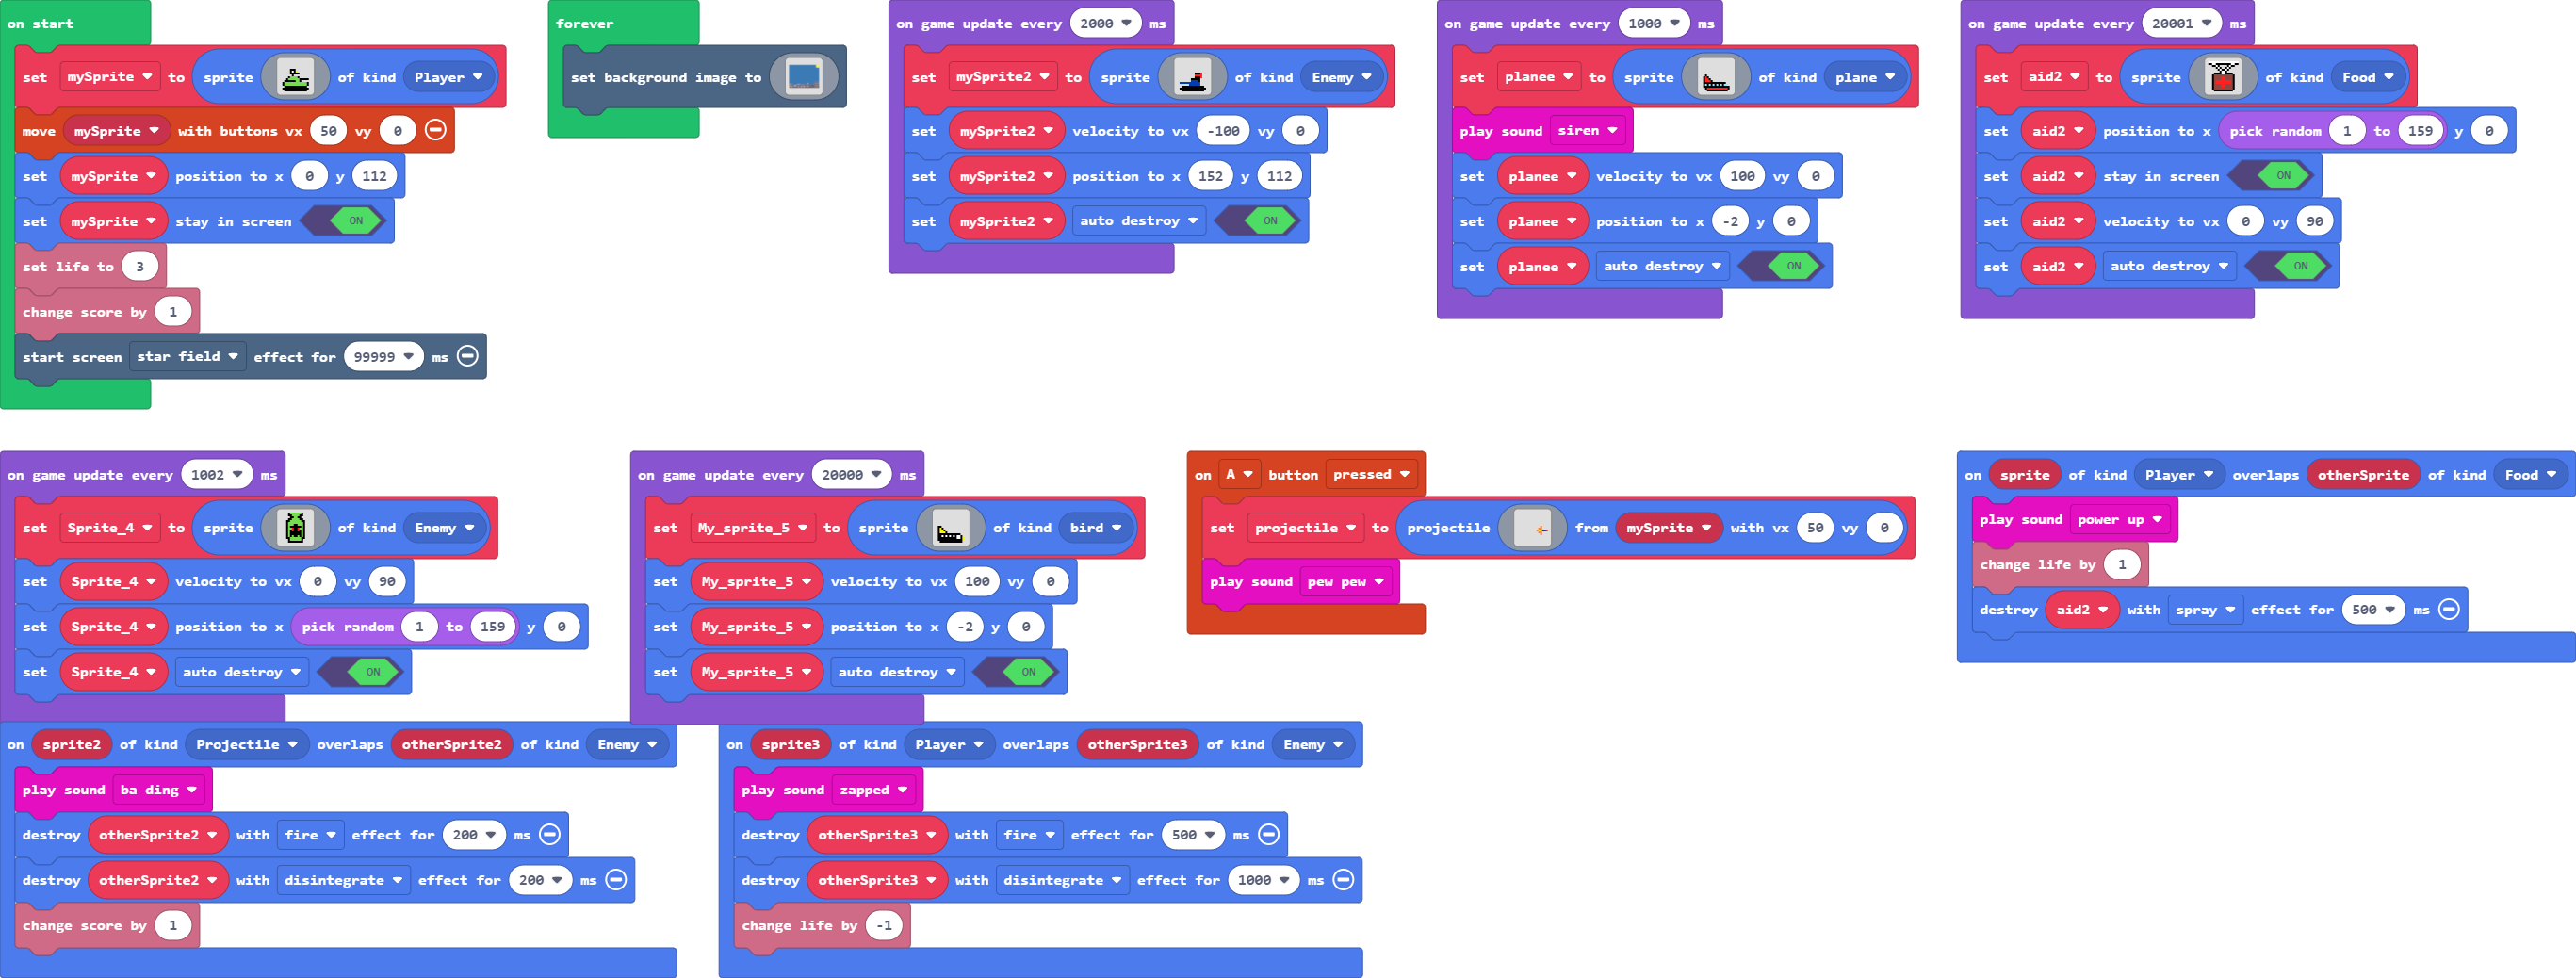 on start
set mySprite to sprite of kind Player
move mySprite with buttons vx 50 vy 0
set mySprite position to x 0 y 112
set mySprite stay in screen ON
set life to 3
change score by 1
start screen star field effect for 99999 ms
forever
set background image to
on game update every 2000 ms
set mySprite2 to sprite of kind Enemy
set mySprite2 velocity to vx -100 vy 0
set mySprite2 position to x 152 y 112
set mySprite2 auto destroy ON
on game update every 1000 ms
set planee to sprite of kind plane
play sound siren
set planee velocity to vx 100 vy 0
set planee position to x -2 y 0
set planee auto destroy ON
on game update every 20001 ms
set aid2 to sprite of kind Food
set aid2 position to x pick random 1 to 159 y 0
set aid2 stay in screen ON
set aid2 velocity to vx 0 vy 90
set aid2 auto destroy ON
on game update every 1002 ms
set Sprite_4 to sprite of kind Enemy
set Sprite_4 velocity to vx 0 vy 90
set Sprite_4 position to x pick random 1 to 159 y 0
set Sprite_4 auto destroy ON
on game update every 20000 ms
set My_sprite_5 to sprite of kind bird
set My_sprite_5 velocity to vx 100 vy 0
set My_sprite_5 position to x -2 y 0
set My_sprite_5 auto destroy ON
on A button pressed
set projectile to projectile from mySprite with vx 50 vy 0
play sound pew pew
on sprite of kind Player overlaps otherSprite of kind Food
play sound power up
change life by 1
destroy aid2 with spray effect for 500 ms
on sprite2 of kind Projectile overlaps otherSprite2 of kind Enemy
play sound ba ding
destroy otherSprite2 with fire effect for 200 ms
destroy otherSprite2 with disintegrate effect for 200 ms
change score by 1
on sprite3 of kind Player overlaps otherSprite3 of kind Enemy
play sound zapped
destroy otherSprite3 with fire effect for 500 ms
destroy otherSprite3 with disintegrate effect for 1000 ms
change life by -1